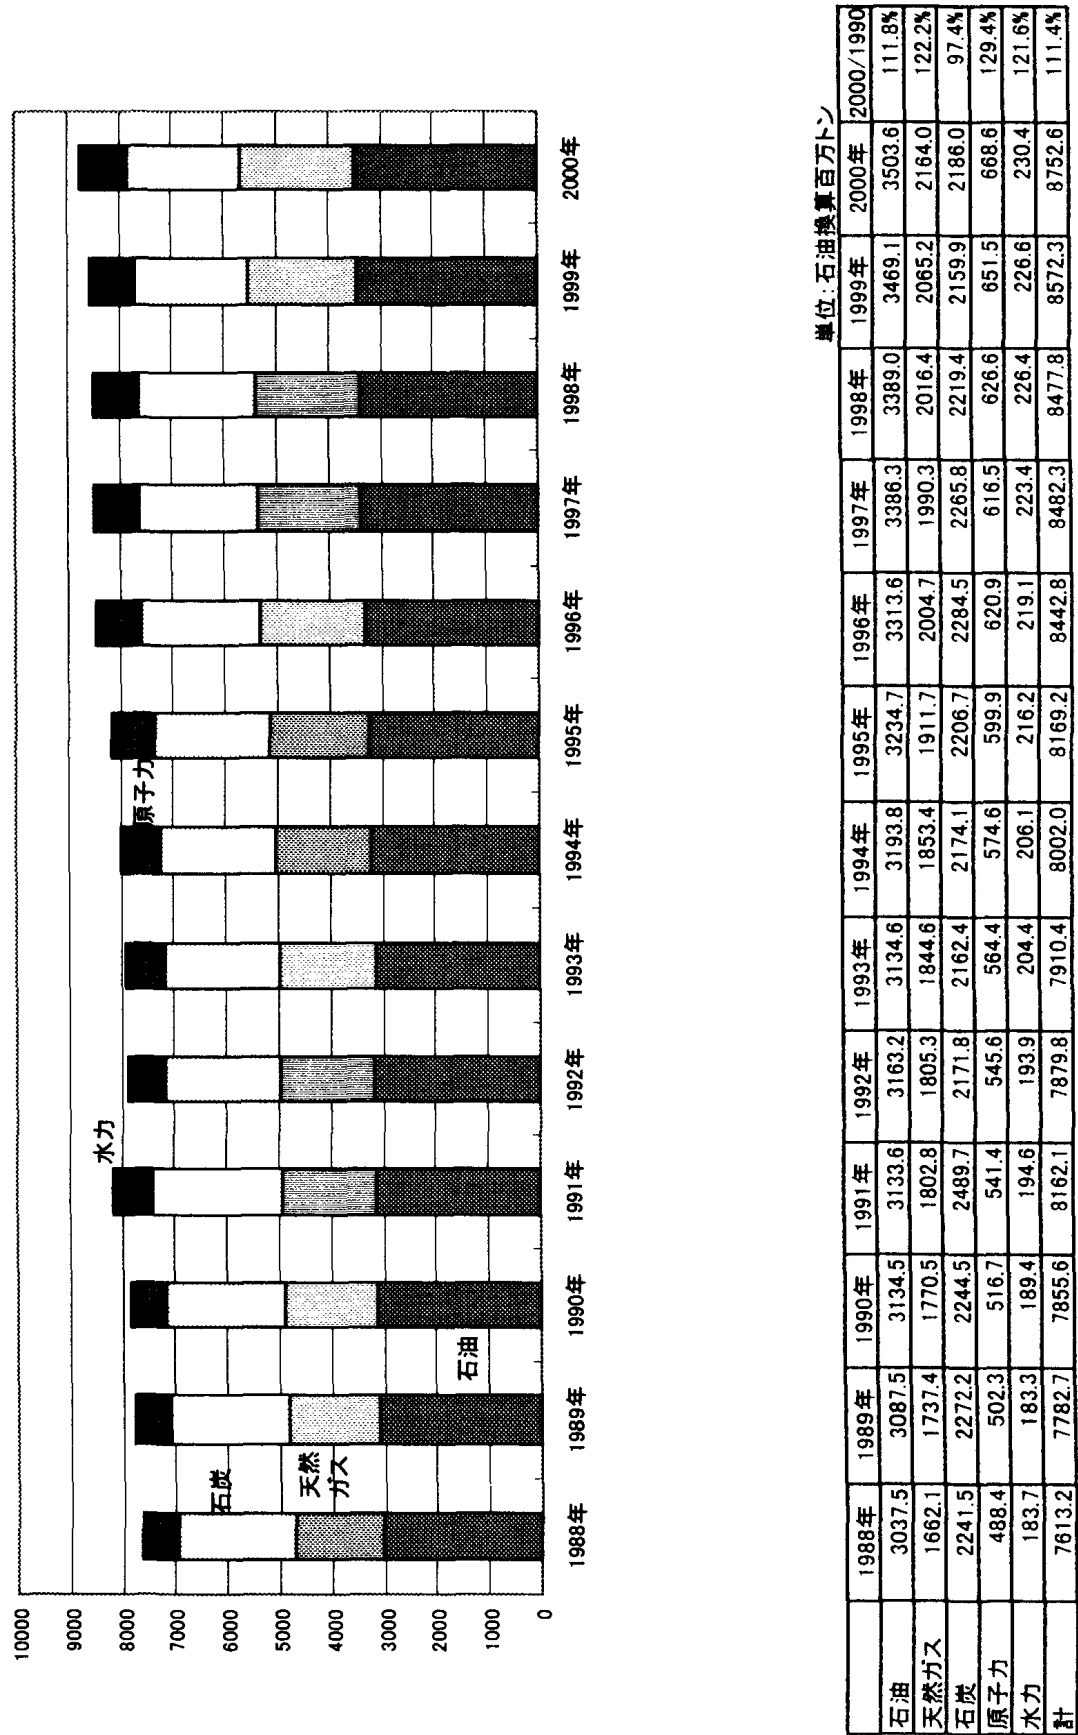 10000
9000
8000
7000
6000
5000
4000
3000
2000
1000
0
水力
原子力
石炭
天然
ガス
石油
1988年 1989年 1990年 1991年 1992年 1993年 1994年 1995年 1996年 1997年 1998年 1999年 2000年
単位:石油換算百万トン
1988年 1989年 1990年 1991年 1992年 1993年 1994年 1995年 1996年 1997年 1998年 1999年 2000年 2000/1990
石油 3037.5 3087.5 3134.5 3133.6 3163.2 3134.6 3193.8 3234.7 3313.6 3386.3 3389.0 3469.1 3503.6 111.8%
天然ガス 1662.1 1737.4 1770.5 1802.8 1805.3 1844.6 1853.4 1911.7 2004.7 1990.3 2016.4 2065.2 2164.0 122.2%
石炭 2241.5 2272.2 2244.5 2489.7 2171.8 2162.4 2174.1 2206.7 2284.5 2265.8 2219.4 2159.9 2186.0 97.4%
原子力 488.4 502.3 516.7 541.4 545.6 564.4 574.6 599.9 620.9 616.5 626.6 651.5 668.6 129.4%
水力 183.7 183.3 189.4 194.6 193.9 204.4 206.1 216.2 219.1 223.4 226.4 226.6 230.4 121.6%
計 7613.2 7782.7 7855.6 8162.1 7879.8 7910.4 8002.0 8169.2 8442.8 8482.3 8477.8 8572.3 8752.6 111.4%